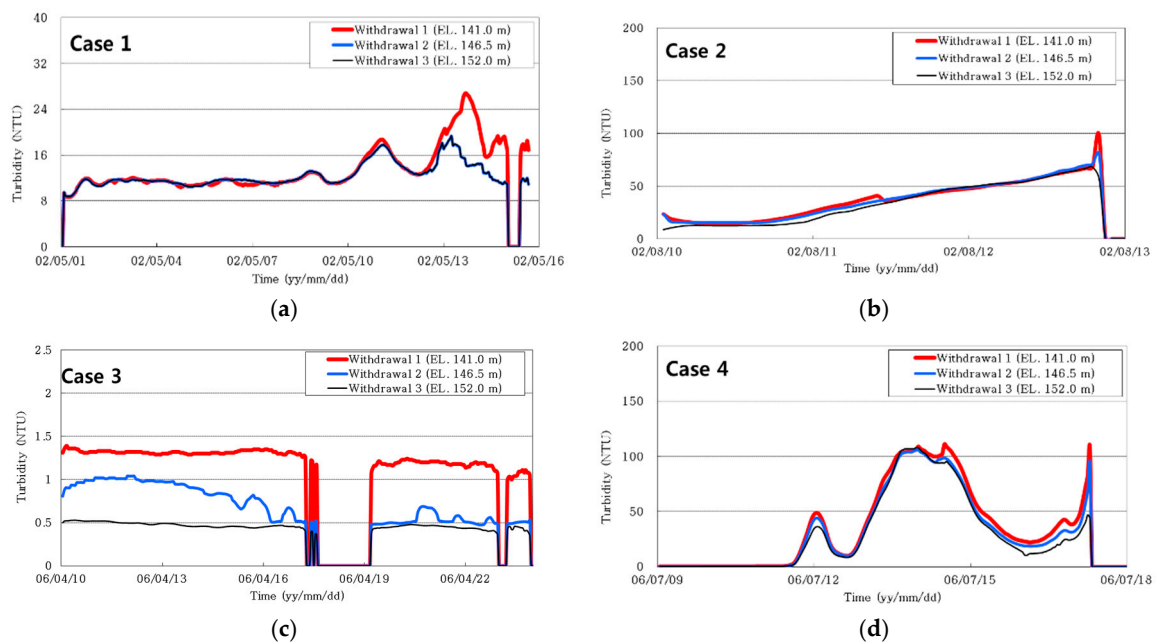 Case 1
Withdrawal 1 (EL. 141.0 m)
Withdrawal 2 (EL. 146.5 m)
Withdrawal 3 (EL. 152.0 m)
Turbidity (NTU)
40
32
24
16
8
0
02/05/01 02/05/04 02/05/07 02/05/10 02/05/13 02/05/16
Time (yy/mm/dd)
(a)
Case 2
Withdrawal 1 (EL. 141.0 m)
Withdrawal 2 (EL. 146.5 m)
Withdrawal 3 (EL. 152.0 m)
Turbidity (NTU)
200
150
100
50
0
02/08/10 02/08/11 02/08/12 02/08/13
Time (yy/mm/dd)
(b)
Case 3
Withdrawal 1 (EL. 141.0 m)
Withdrawal 2 (EL. 146.5 m)
Withdrawal 3 (EL. 152.0 m)
Turbidity (NTU)
2.5
2
1.5
1
0.5
0
06/04/10 06/04/13 06/04/16 06/04/19 06/04/22
Time (yy/mm/dd)
(c)
Case 4
Withdrawal 1 (EL. 141.0 m)
Withdrawal 2 (EL. 146.5 m)
Withdrawal 3 (EL. 152.0 m)
Turbidity (NTU)
200
150
100
50
0
06/07/09 06/07/12 06/07/15 06/07/18
Time (yy/mm/dd)
(d)